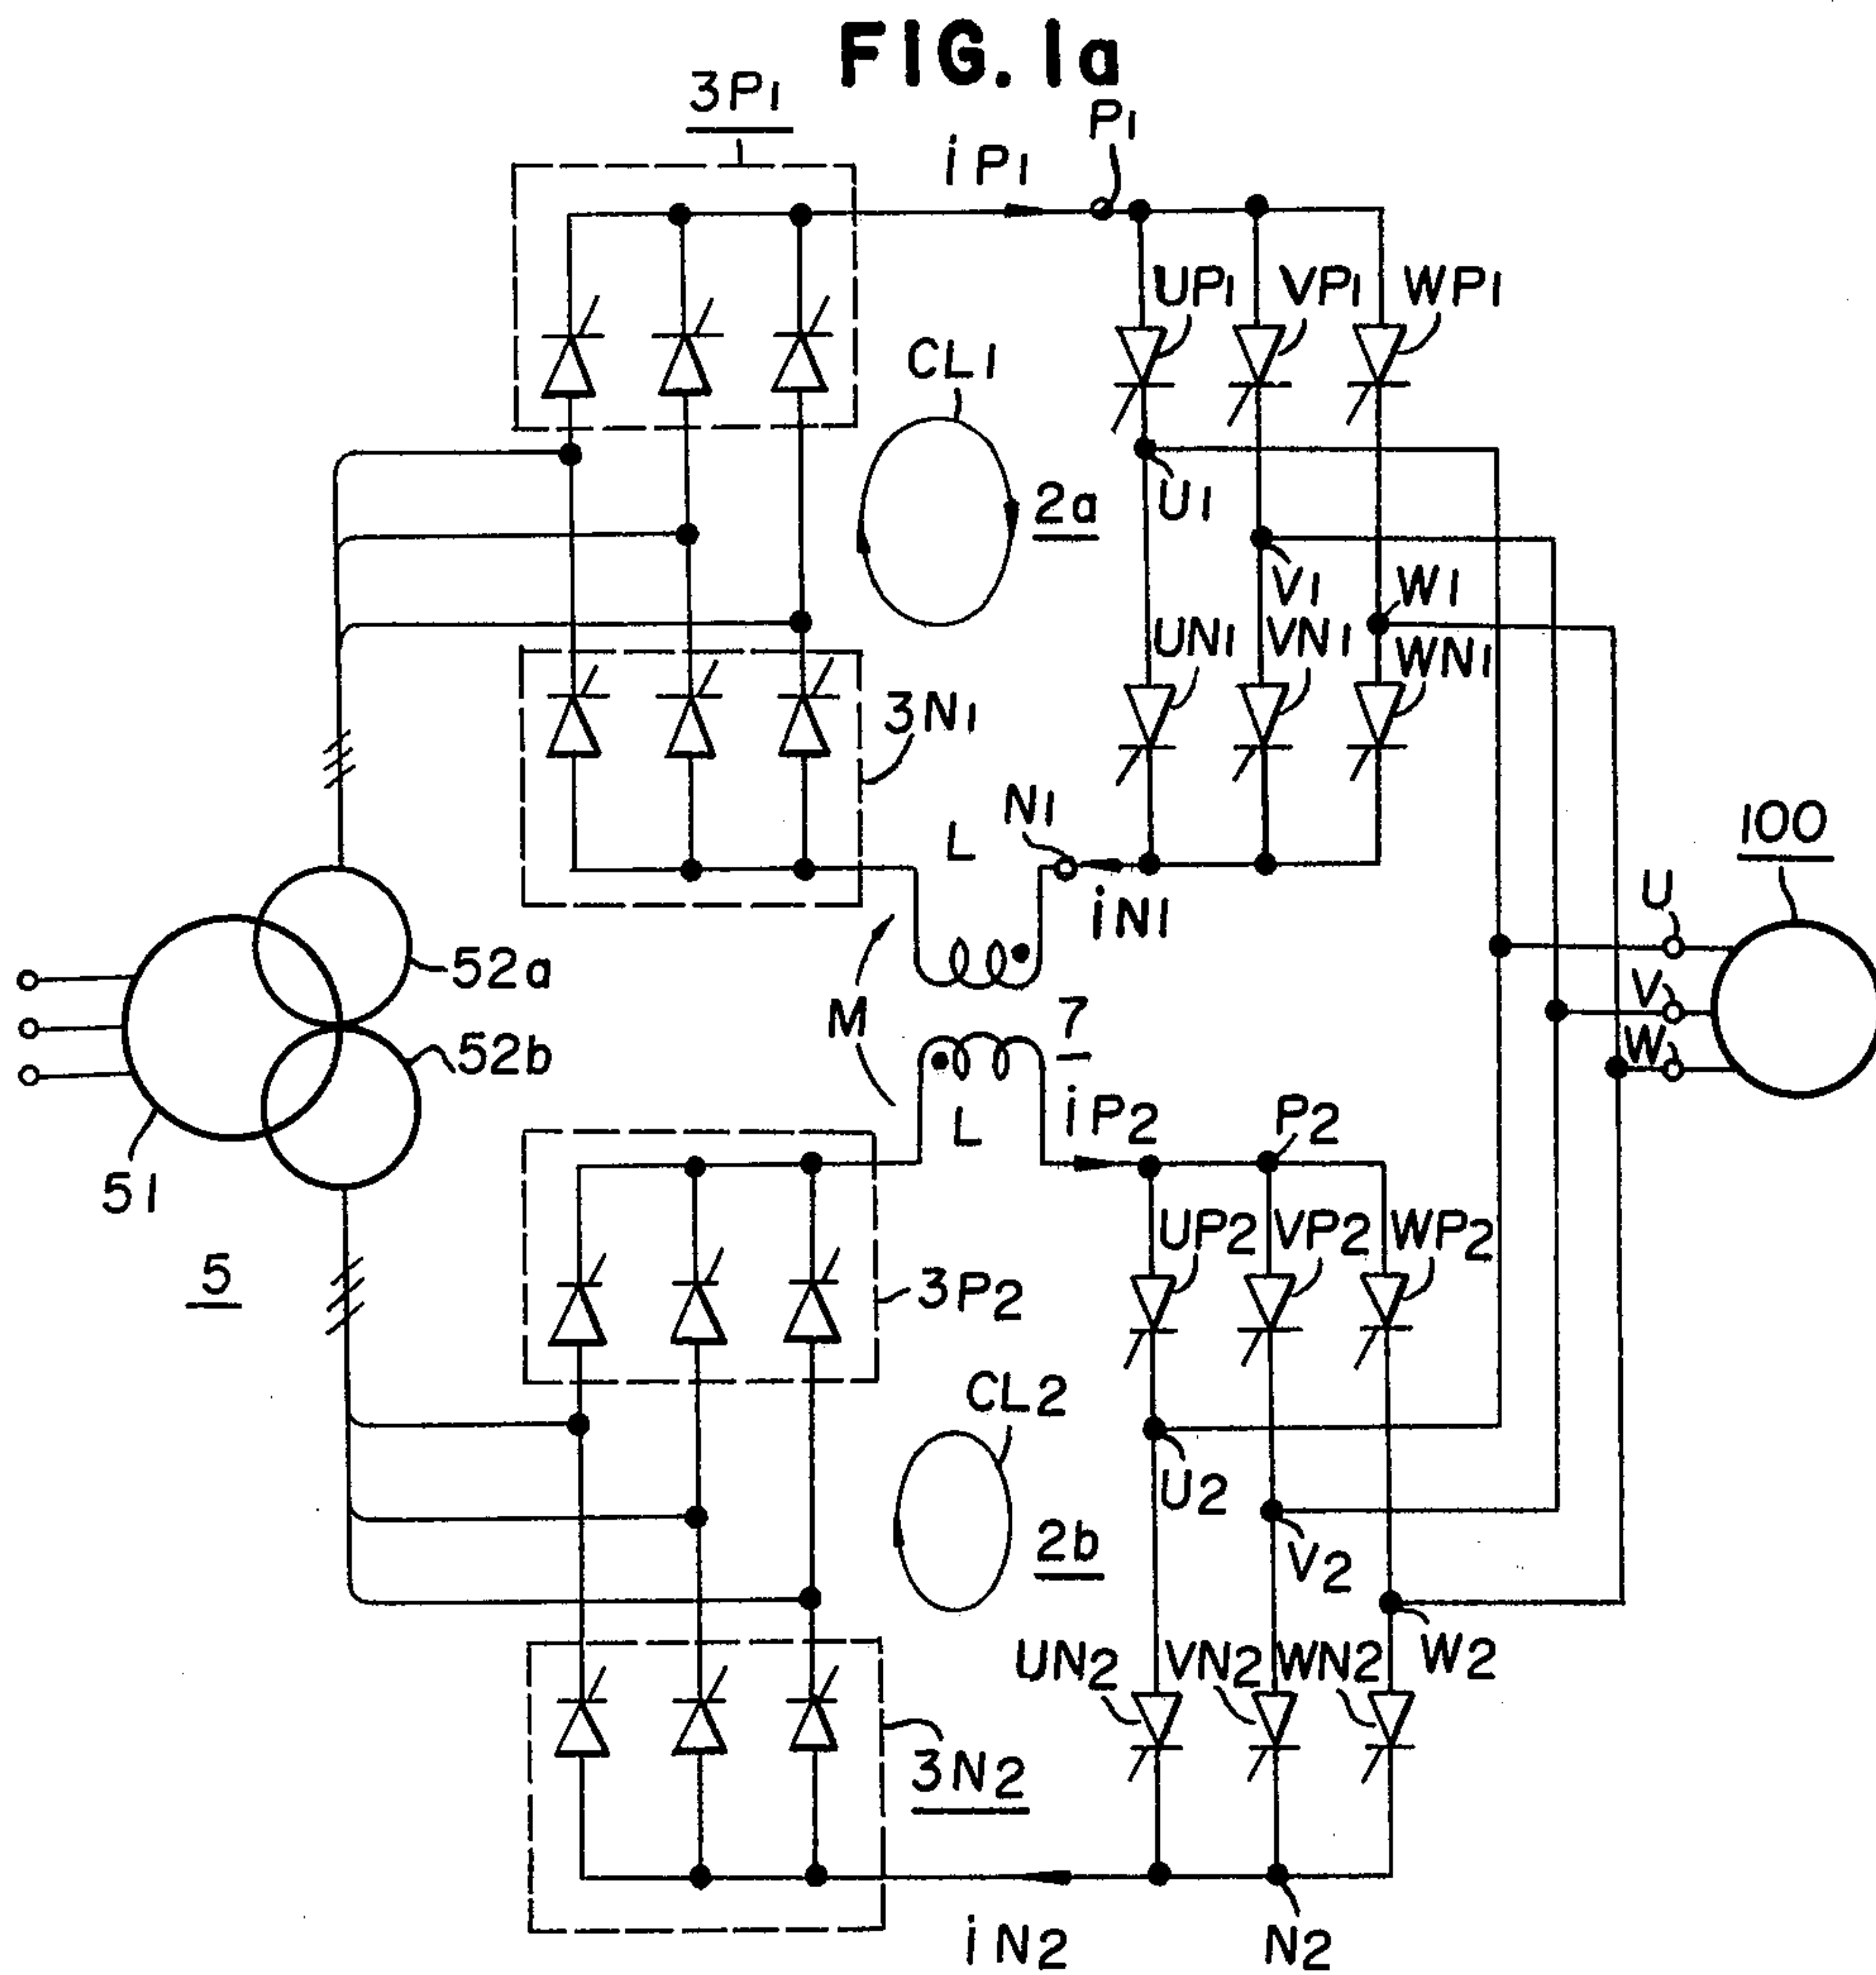 FIG. 1a
3P1
iP1
P1
UP1 VP1 WP1
CL1
2a
U1
V1
W1
UN1 VN1 WN1
3N1
L
N1
iN1
100
U
V
W
52a
M
7
52b
L
iP2
P2
51
5
UP2 VP2 WP2
3P2
CL2
U2
2b
V2
W2
UN2 VN2 WN2
3N2
iN2
N2